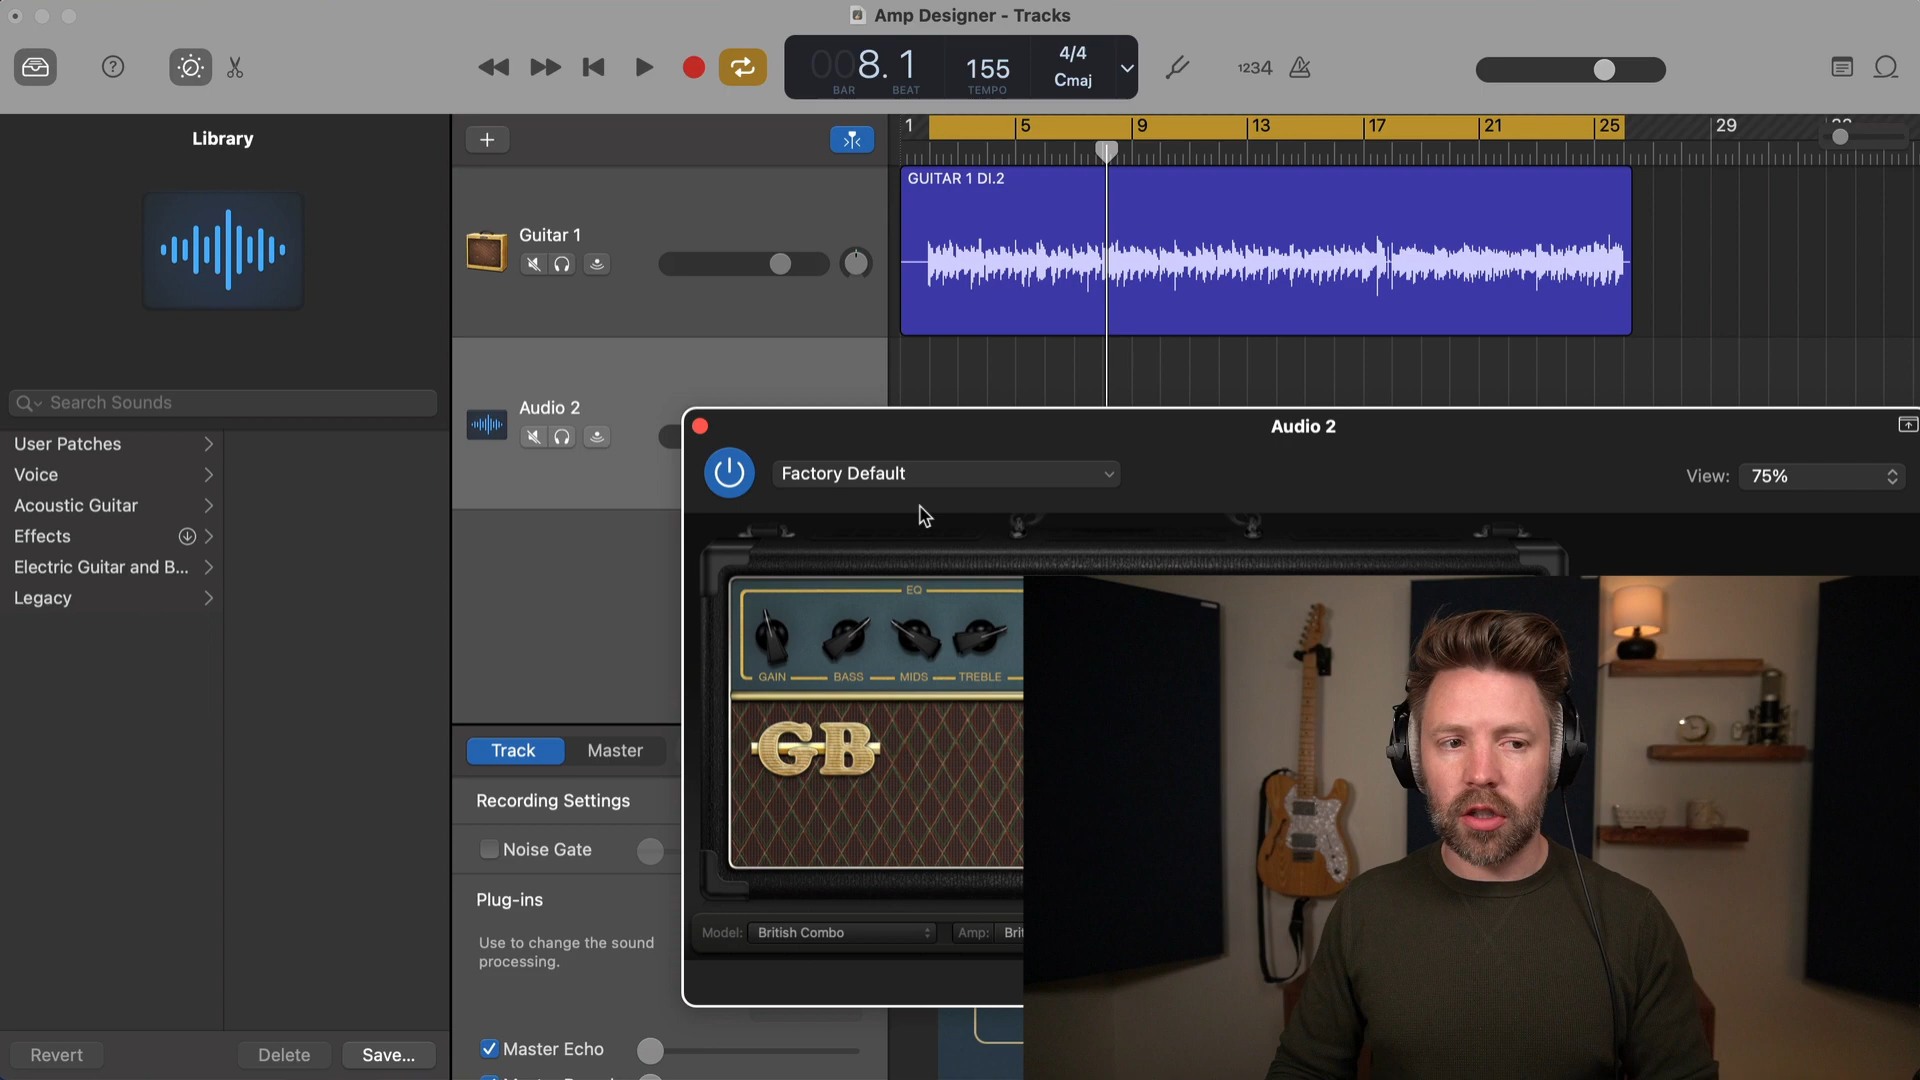 Amp Designer - Tracks
008. 1
BAR BEAT
155
TEMPO
4/4
Cmaj
1234
Library
1 5 9 13 17 21 25 29
GUITAR 1 DI.2
Guitar 1
Search Sounds
Audio 2
Audio 2
User Patches
Voice
Acoustic Guitar
Effects
Electric Guitar and B...
Legacy
Factory Default
View: 75%
EQ
GAIN BASS MIDS TREBLE
GB
Track Master
Recording Settings
Noise Gate
Plug-ins
Use to change the sound
processing.
Model: British Combo Amp: Brit
Master Echo
Revert Delete Save...